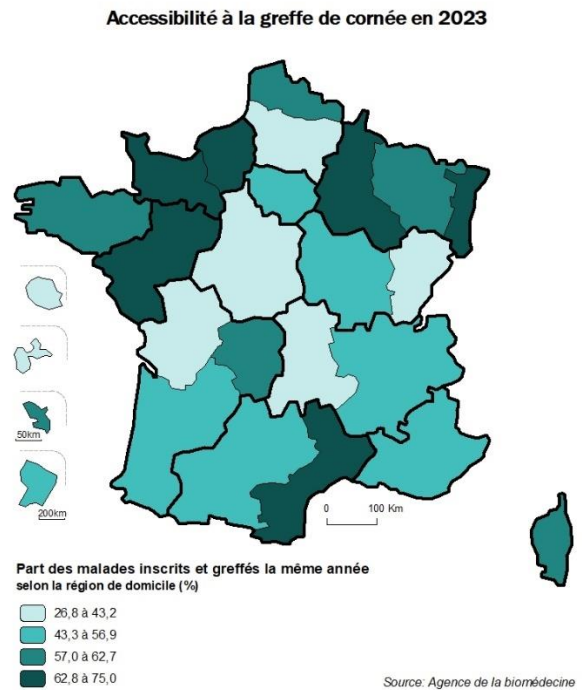 Accessibilité à la greffe de cornée en 2023
50km
200km
0 100 Km
Part des malades inscrits et greffés la même année
selon la région de domicile (%)
26,8 à 43,2
43,3 à 56,9
57,0 à 62,7
62,8 à 75,0
Source: Agence de la biomédecine